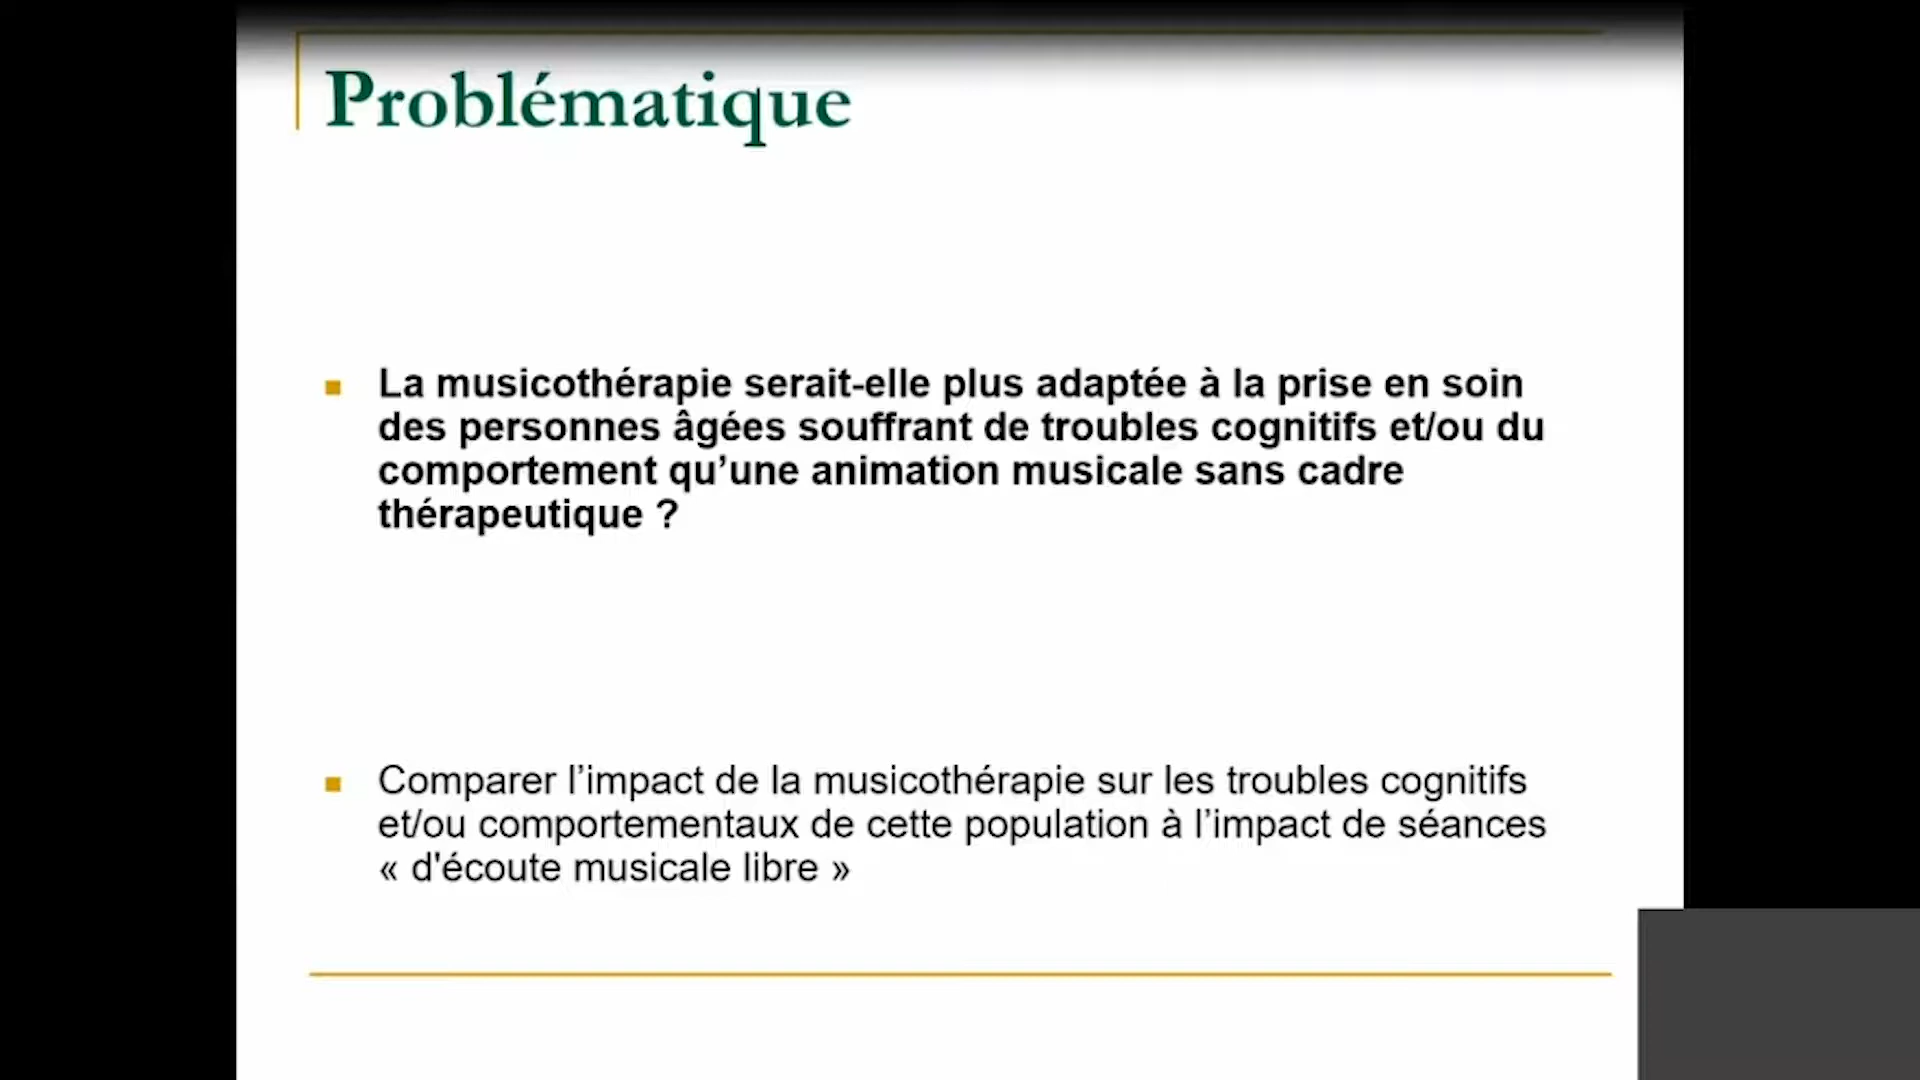 Problématique
La musicothérapie serait-elle plus adaptée à la prise en soin
des personnes âgées souffrant de troubles cognitifs et/ou du
comportement qu’une animation musicale sans cadre
thérapeutique ?
Comparer l’impact de la musicothérapie sur les troubles cognitifs
et/ou comportementaux de cette population à l’impact de séances
« d'écoute musicale libre »